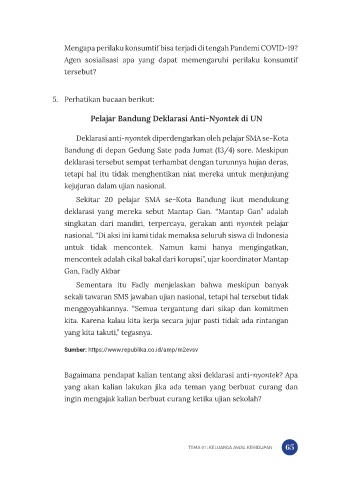 Mengapa perilaku konsumtif bisa terjadi di tengah Pandemi COVID-19?
Agen sosialisasi apa yang dapat memengaruhi perilaku konsumtif
tersebut?
5. Perhatikan bacaan berikut:
Pelajar Bandung Deklarasi Anti-Nyontek di UN
Deklarasi anti-nyontek diperdengarkan oleh pelajar SMA se-Kota
Bandung di depan Gedung Sate pada Jumat (13/4) sore. Meskipun
deklarasi tersebut sempat terhambat dengan turunnya hujan deras,
tetapi hal itu tidak menghentikan niat mereka untuk menjunjung
kejujuran dalam ujian nasional.
Sekitar 20 pelajar SMA se-Kota Bandung ikut mendukung
deklarasi yang mereka sebut Mantap Gan. “Mantap Gan” adalah
singkatan dari mandiri, terpercaya, gerakan anti nyontek pelajar
nasional. “Di aksi ini kami tidak memaksa seluruh siswa di Indonesia
untuk tidak mencontek. Namun kami hanya mengingatkan,
mencontek adalah cikal bakal dari korupsi”, ujar koordinator Mantap
Gan, Fadly Akbar
Sementara itu Fadly menjelaskan bahwa meskipun banyak
sekali tawaran SMS jawaban ujian nasional, tetapi hal tersebut tidak
menggoyahkannya. “Semua tergantung dari sikap dan komitmen
kita. Karena kalau kita kerja secara jujur pasti tidak ada rintangan
yang kita takuti,” tegasnya.
Sumber: https://www.republika.co.id/amp/m2evsv
Bagaimana pendapat kalian tentang aksi deklarasi anti-nyontek? Apa
yang akan kalian lakukan jika ada teman yang berbuat curang dan
ingin mengajak kalian berbuat curang ketika ujian sekolah?
TEMA 01: KELUARGA AWAL KEHIDUPAN 65